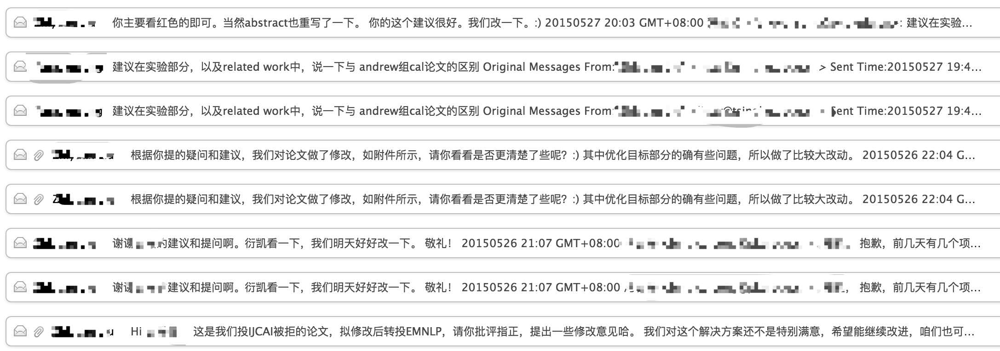 你主要看红色的即可。当然abstract也重写了一下。 你的这个建议很好。我们改一下。:) 20150527 20:03 GMT+08:00 : 建议在实验...
建议在实验部分，以及related work中，说一下与 andrew组cal论文的区别 Original Messages From: > Sent Time:20150527 19:4...
建议在实验部分，以及related work中，说一下与 andrew组cal论文的区别 Original Messages From: Sent Time:20150527 19:4...
根据你提的疑问和建议，我们对论文做了修改，如附件所示，请你看看是否更清楚了些呢？:) 其中优化目标部分的确有些问题，所以做了比较大改动。 20150526 22:04 G...
根据你提的疑问和建议，我们对论文做了修改，如附件所示，请你看看是否更清楚了些呢？:) 其中优化目标部分的确有些问题，所以做了比较大改动。 20150526 22:04 G...
谢谢 的建议和提问啊。衍凯看一下，我们明天好好改一下。 敬礼！ 20150526 21:07 GMT+08:00 抱歉，前几天有几个项...
谢谢 建议和提问啊。衍凯看一下，我们明天好好改一下。 敬礼！ 20150526 21:07 GMT+08:00 ， 抱歉，前几天有几个项...
Hi 这是我们投IJCAI被拒的论文，拟修改后转投EMNLP，请你批评指正，提出一些修改意见哈。 我们对这个解决方案还不是特别满意，希望能继续改进，咱们也可...